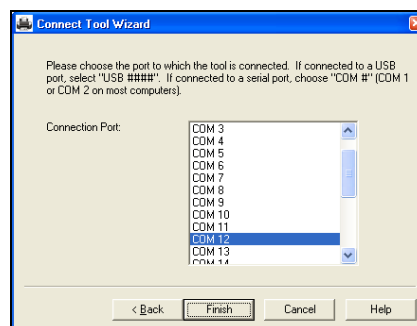 Connect Tool Wizard
Please choose the port to which the tool is connected. If connected to a USB
port, select "USB ####". If connected to a serial port, choose "COM #" (COM 1
or COM 2 on most computers).
Connection Port:
COM 3
COM 4
COM 5
COM 6
COM 7
COM 8
COM 9
COM 10
COM 11
COM 12
COM 13
COM 14
< Back
Finish
Cancel
Help